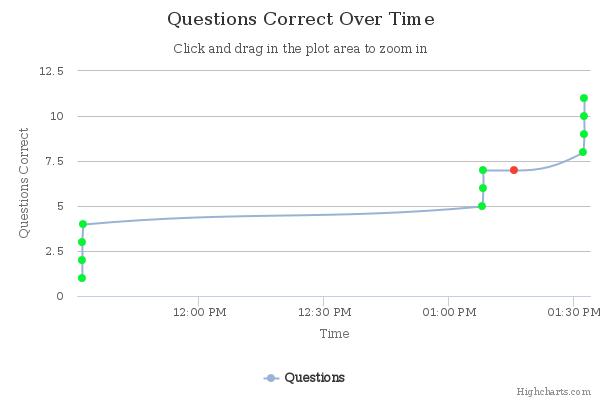 Questions Correct Over Time
Click and drag in the plot area to zoom in
Questions Correct
12.5
10
7.5
5
2.5
0
12:00 PM 12:30 PM 01:00 PM 01:30 PM
Time
Questions
Highcharts.com